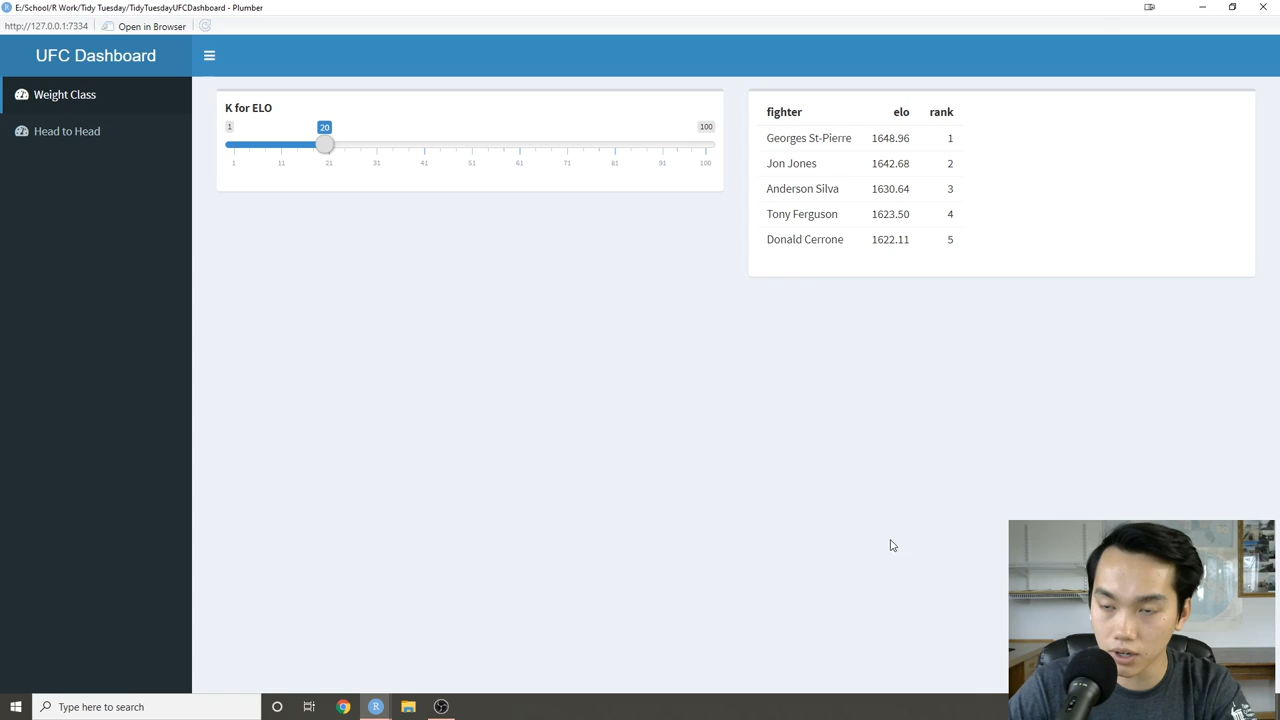 E:/School/R Work/Tidy Tuesday/TidyTuesdayUFCDashboard - Plumber
http://127.0.0.1:7334
Open in Browser
UFC Dashboard
Weight Class
Head to Head
K for ELO
1 20 100
1 11 21 31 41 51 61 71 81 91 100
fighter elo rank
Georges St-Pierre 1648.96 1
Jon Jones 1642.68 2
Anderson Silva 1630.64 3
Tony Ferguson 1623.50 4
Donald Cerrone 1622.11 5
Type here to search